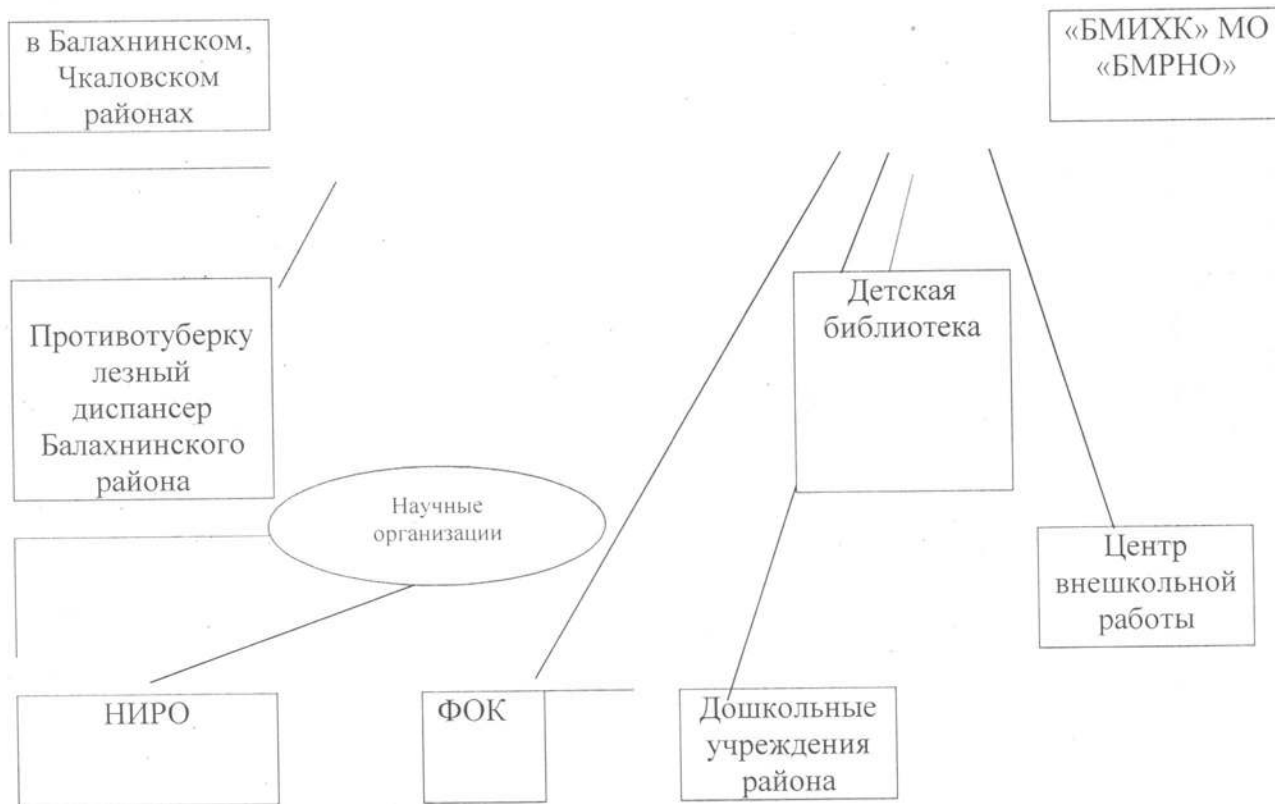 в Балахнинском,
Чкаловском
районах
«БМИХК» МО
«БМРНО»
Противотуберку
лезный
диспансер
Балахнинского
района
Детская
библиотека
Научные
организации
Центр
внешкольной
работы
НИРО
ФОК
Дошкольные
учреждения
района